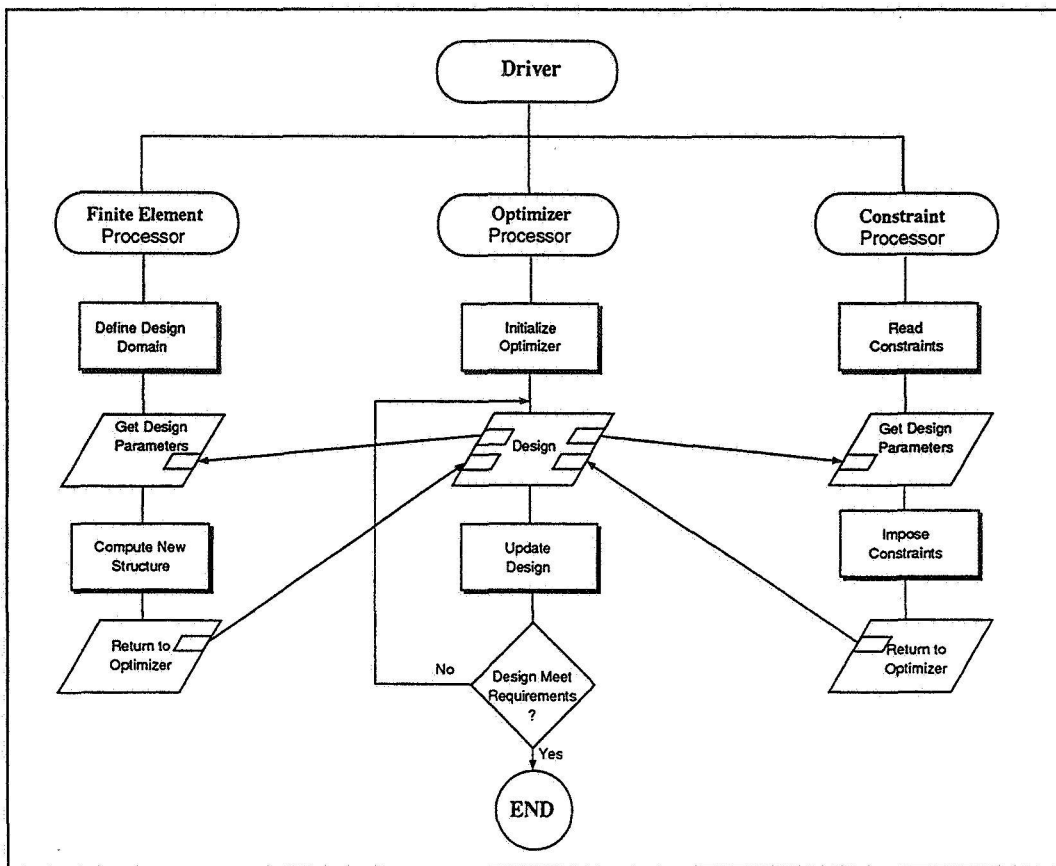 Driver
Finite Element
Processor
Optimizer
Processor
Constraint
Processor
Define Design
Domain
Initialize
Optimizer
Read
Constraints
Get Design
Parameters
Design
Get Design
Parameters
Compute New
Structure
Update
Design
Impose
Constraints
Return to
Optimizer
No
Design Meet
Requirements
?
Return to
Optimizer
Yes
END